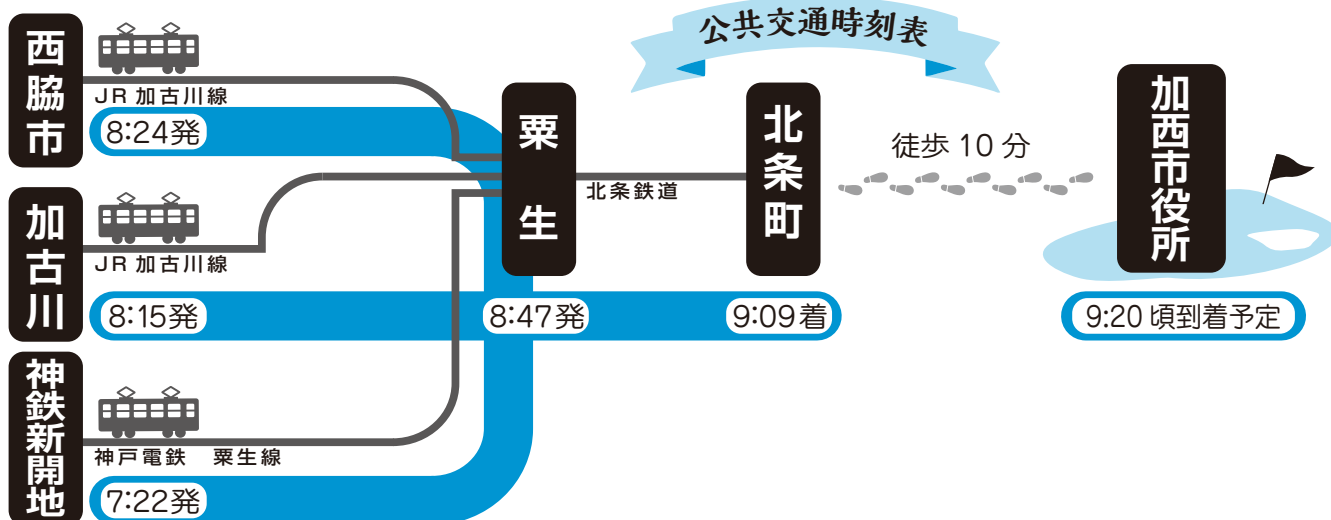 公共交通時刻表
西脇市
JR 加古川線
8:24発
加古川
JR 加古川線
8:15発
神鉄新開地
神戸電鉄　粟生線
7:22発
粟生
8:47発
北条鉄道
北条町
9:09着
徒歩 10 分
加西市役所
9:20 頃到着予定